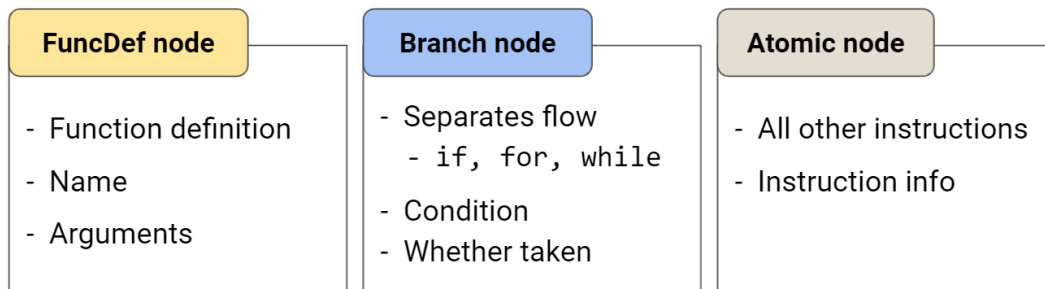 FuncDef node
- Function definition
- Name
- Arguments
Branch node
- Separates flow
- if, for, while
- Condition
- Whether taken
Atomic node
- All other instructions
- Instruction info